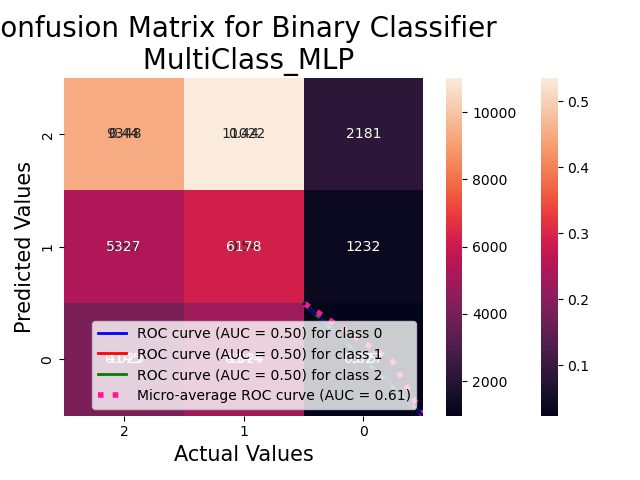 onfusion Matrix for Binary Classifier
MultiClass_MLP
2181
5327 6178 1232
ROC curve (AUC = 0.50) for class 0
ROC curve (AUC = 0.50) for class 1
ROC curve (AUC = 0.50) for class 2
Micro-average ROC curve (AUC = 0.61)
Predicted Values
2
1
0
2 1 0
Actual Values
10000
8000
6000
4000
2000
0.5
0.4
0.3
0.2
0.1